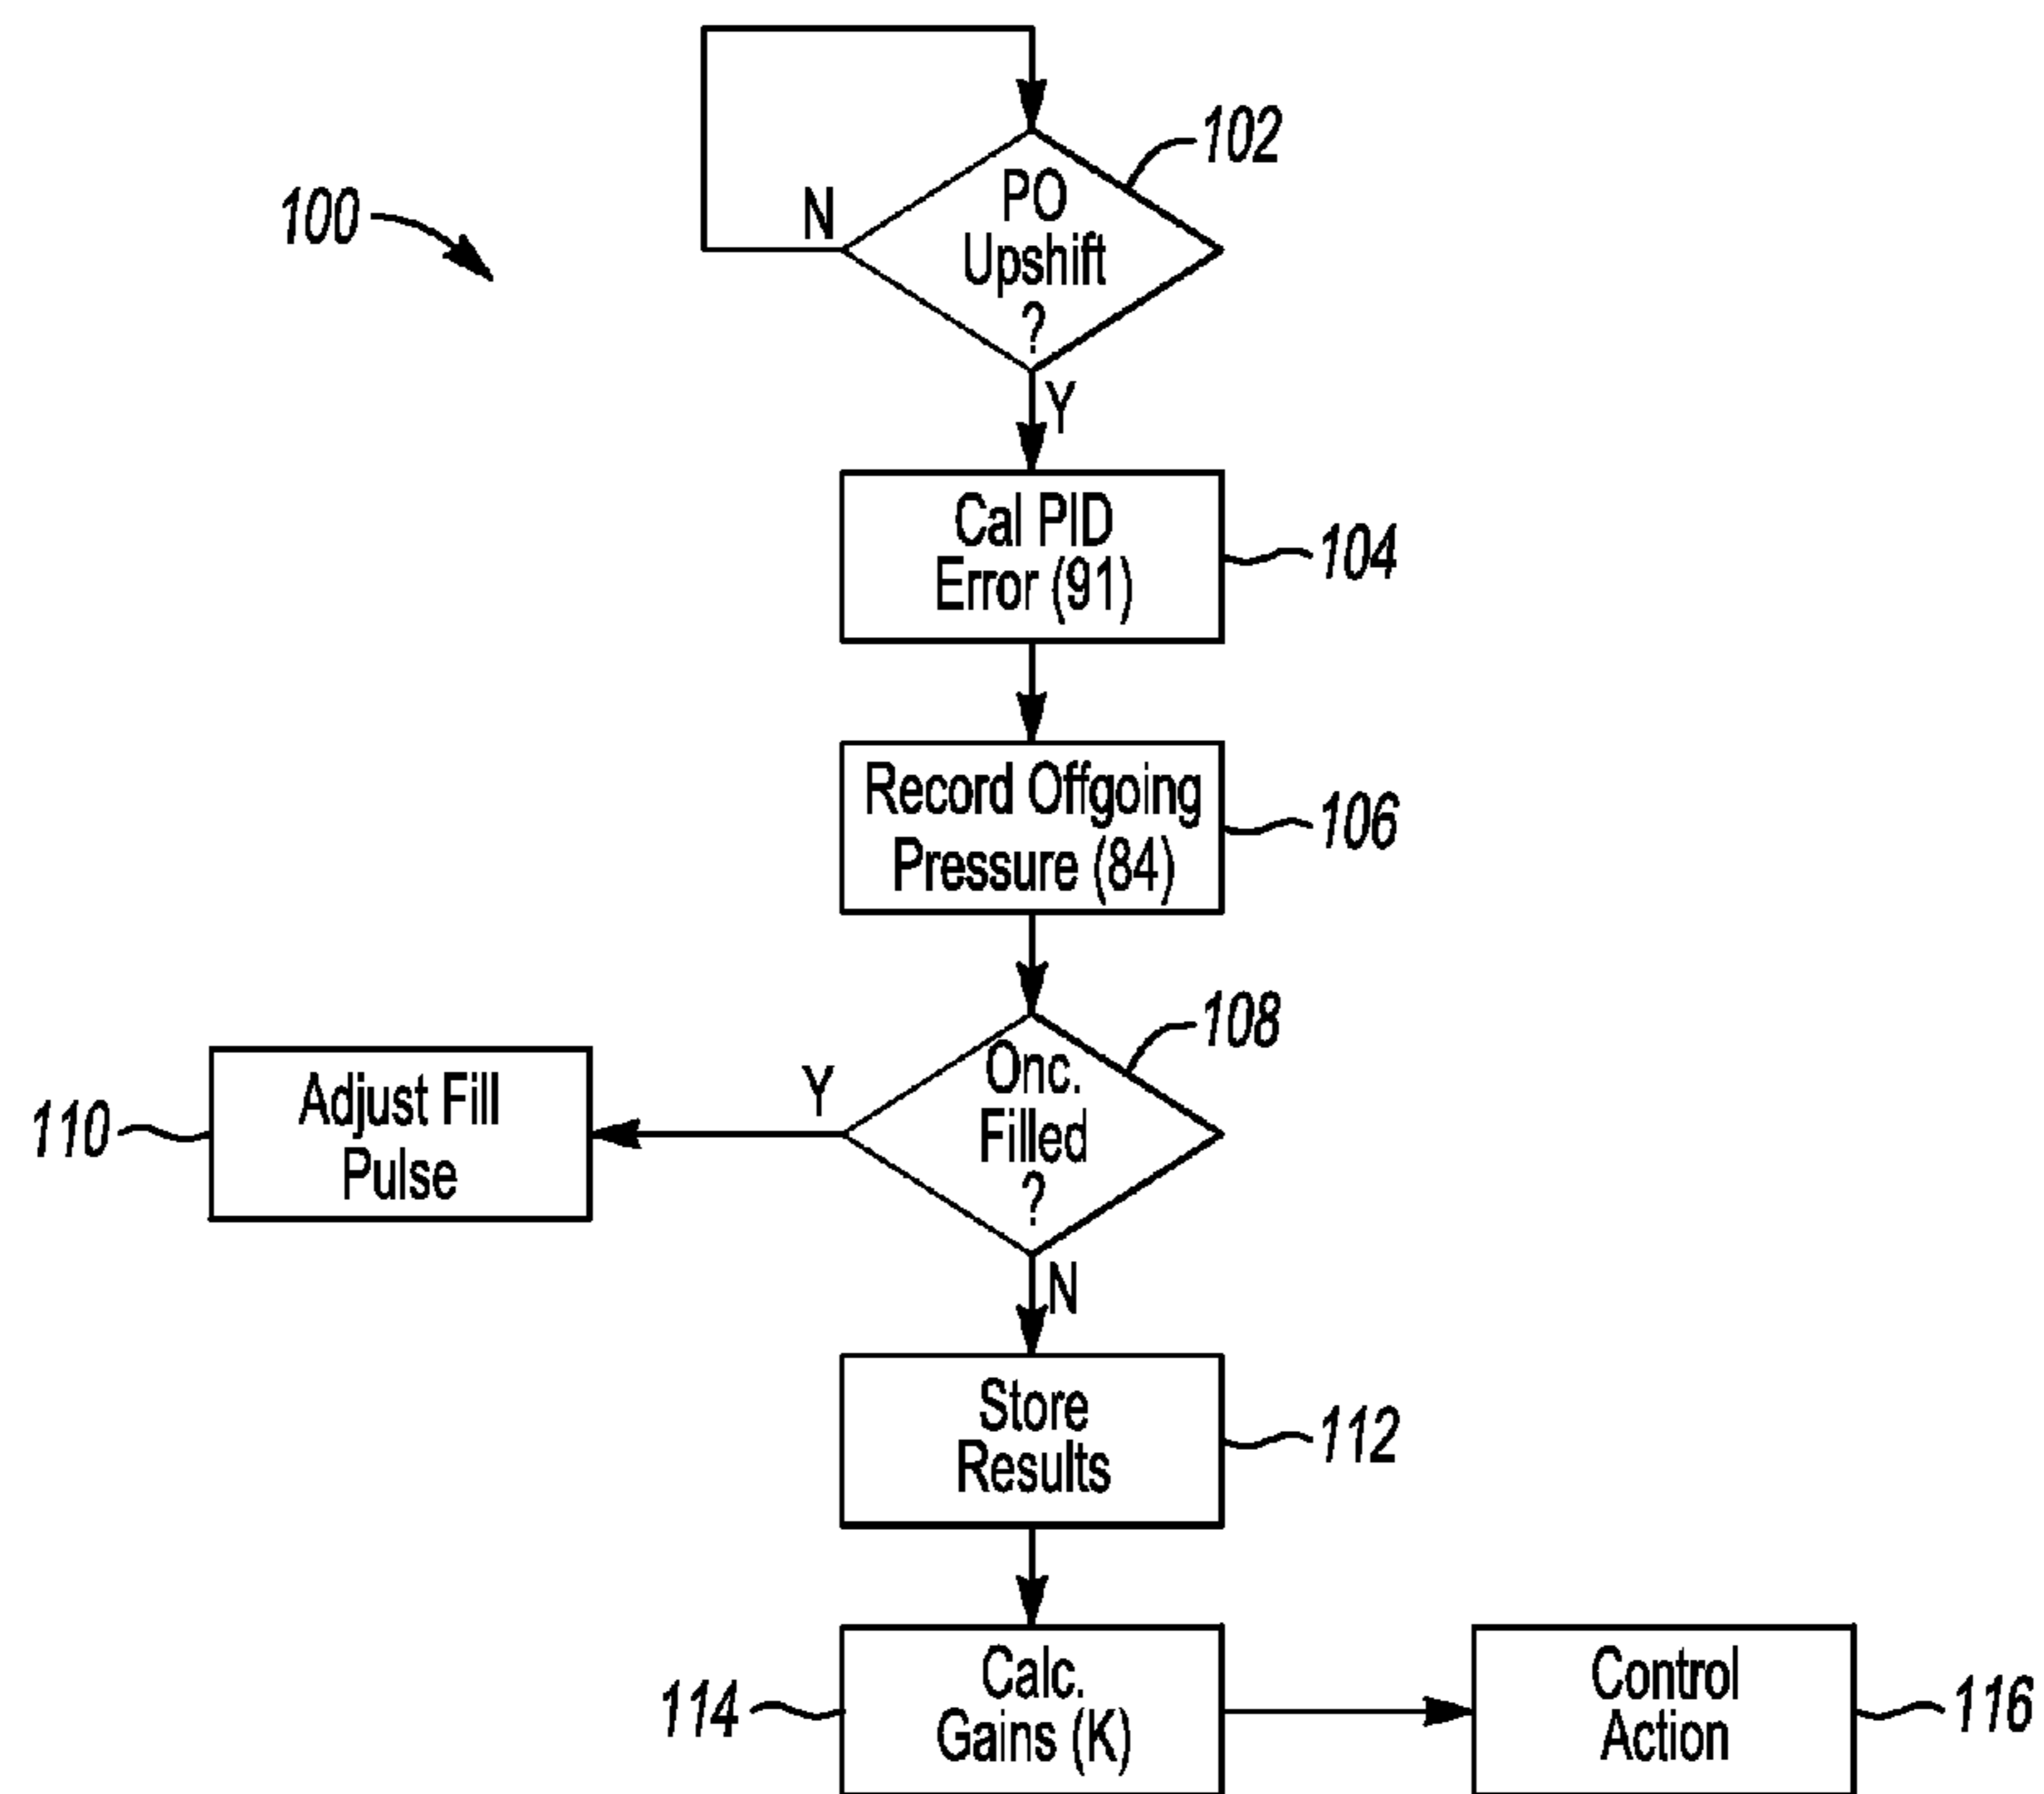 100
102
PO
Upshift
?
N
Y
Cal PID
Error (91)
104
Record Offgoing
Pressure (84)
106
108
Onc.
Filled
?
Y
N
Adjust Fill
Pulse
110
Store
Results
112
Calc.
Gains (K)
114
Control
Action
116